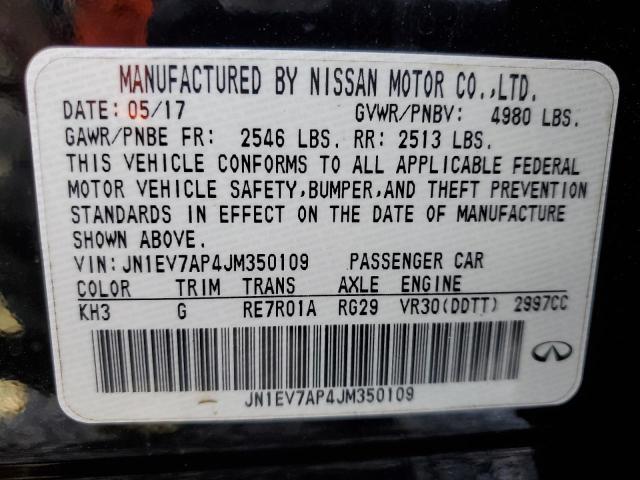 MANUFACTURED BY NISSAN MOTOR CO.,LTD.
DATE: 05/17 GVWR/PNBV: 4980 LBS.
GAWR/PNBE FR: 2546 LBS. RR: 2513 LBS.
THIS VEHICLE CONFORMS TO ALL APPLICABLE FEDERAL
MOTOR VEHICLE SAFETY,BUMPER,AND THEFT PREVENTION
STANDARDS IN EFFECT ON THE DATE OF MANUFACTURE
SHOWN ABOVE.
VIN:JN1EV7AP4JM350109 PASSENGER CAR
COLOR TRIM TRANS AXLE ENGINE
KH3 G RE7R01A RG29 VR30(DDTT) 2997CC
JN1EV7AP4JM350109